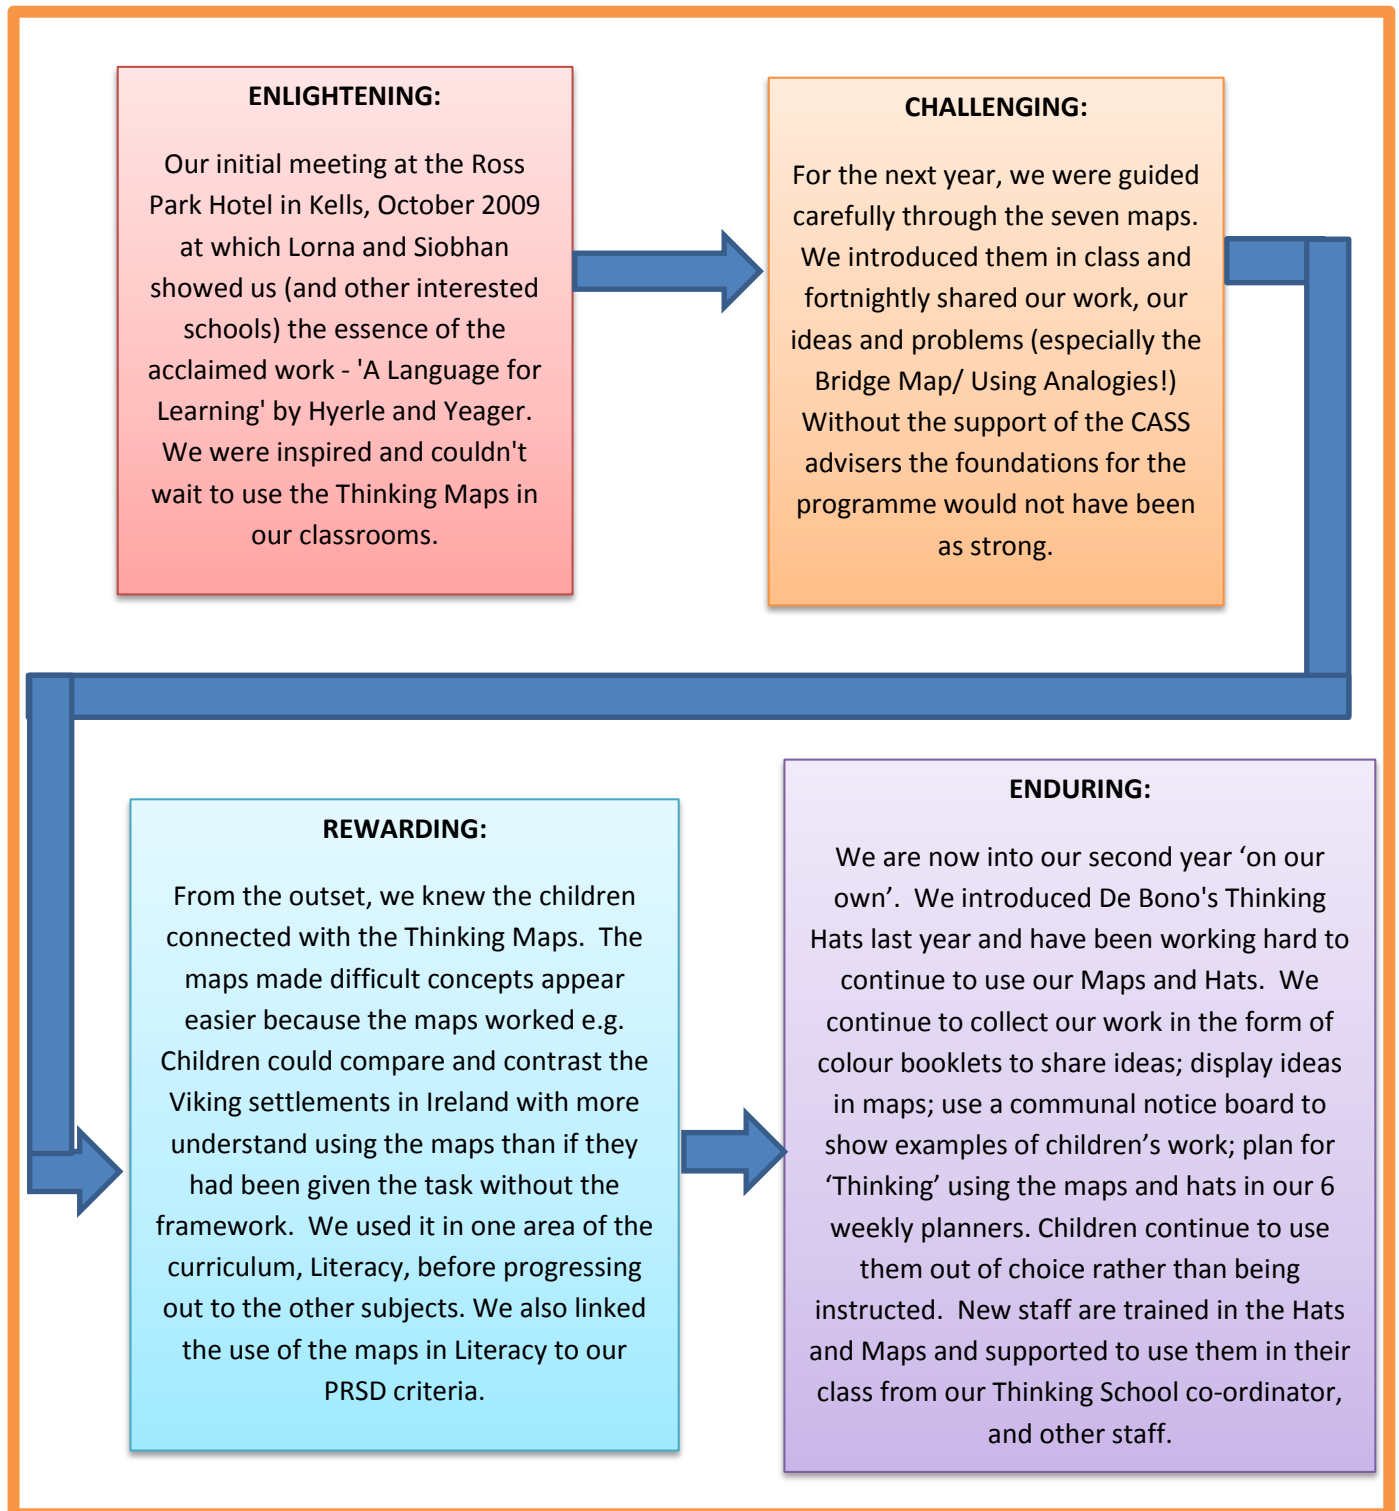 ENLIGHTENING:
Our initial meeting at the Ross
Park Hotel in Kells, October 2009
at which Lorna and Siobhan
showed us (and other interested
schools) the essence of the
acclaimed work - 'A Language for
Learning' by Hyerle and Yeager.
We were inspired and couldn't
wait to use the Thinking Maps in
our classrooms.
CHALLENGING:
For the next year, we were guided
carefully through the seven maps.
We introduced them in class and
fortnightly shared our work, our
ideas and problems (especially the
Bridge Map/ Using Analogies!)
Without the support of the CASS
advisers the foundations for the
programme would not have been
as strong.
REWARDING:
From the outset, we knew the children
connected with the Thinking Maps.  The
maps made difficult concepts appear
easier because the maps worked e.g.
Children could compare and contrast the
Viking settlements in Ireland with more
understand using the maps than if they
had been given the task without the
framework.  We used it in one area of the
curriculum, Literacy, before progressing
out to the other subjects. We also linked
the use of the maps in Literacy to our
PRSD criteria.
ENDURING:
We are now into our second year ‘on our
own’.  We introduced De Bono's Thinking
Hats last year and have been working hard to
continue to use our Maps and Hats.  We
continue to collect our work in the form of
colour booklets to share ideas; display ideas
in maps; use a communal notice board to
show examples of children’s work; plan for
‘Thinking’ using the maps and hats in our 6
weekly planners. Children continue to use
them out of choice rather than being
instructed.  New staff are trained in the Hats
and Maps and supported to use them in their
class from our Thinking School co-ordinator,
and other staff.